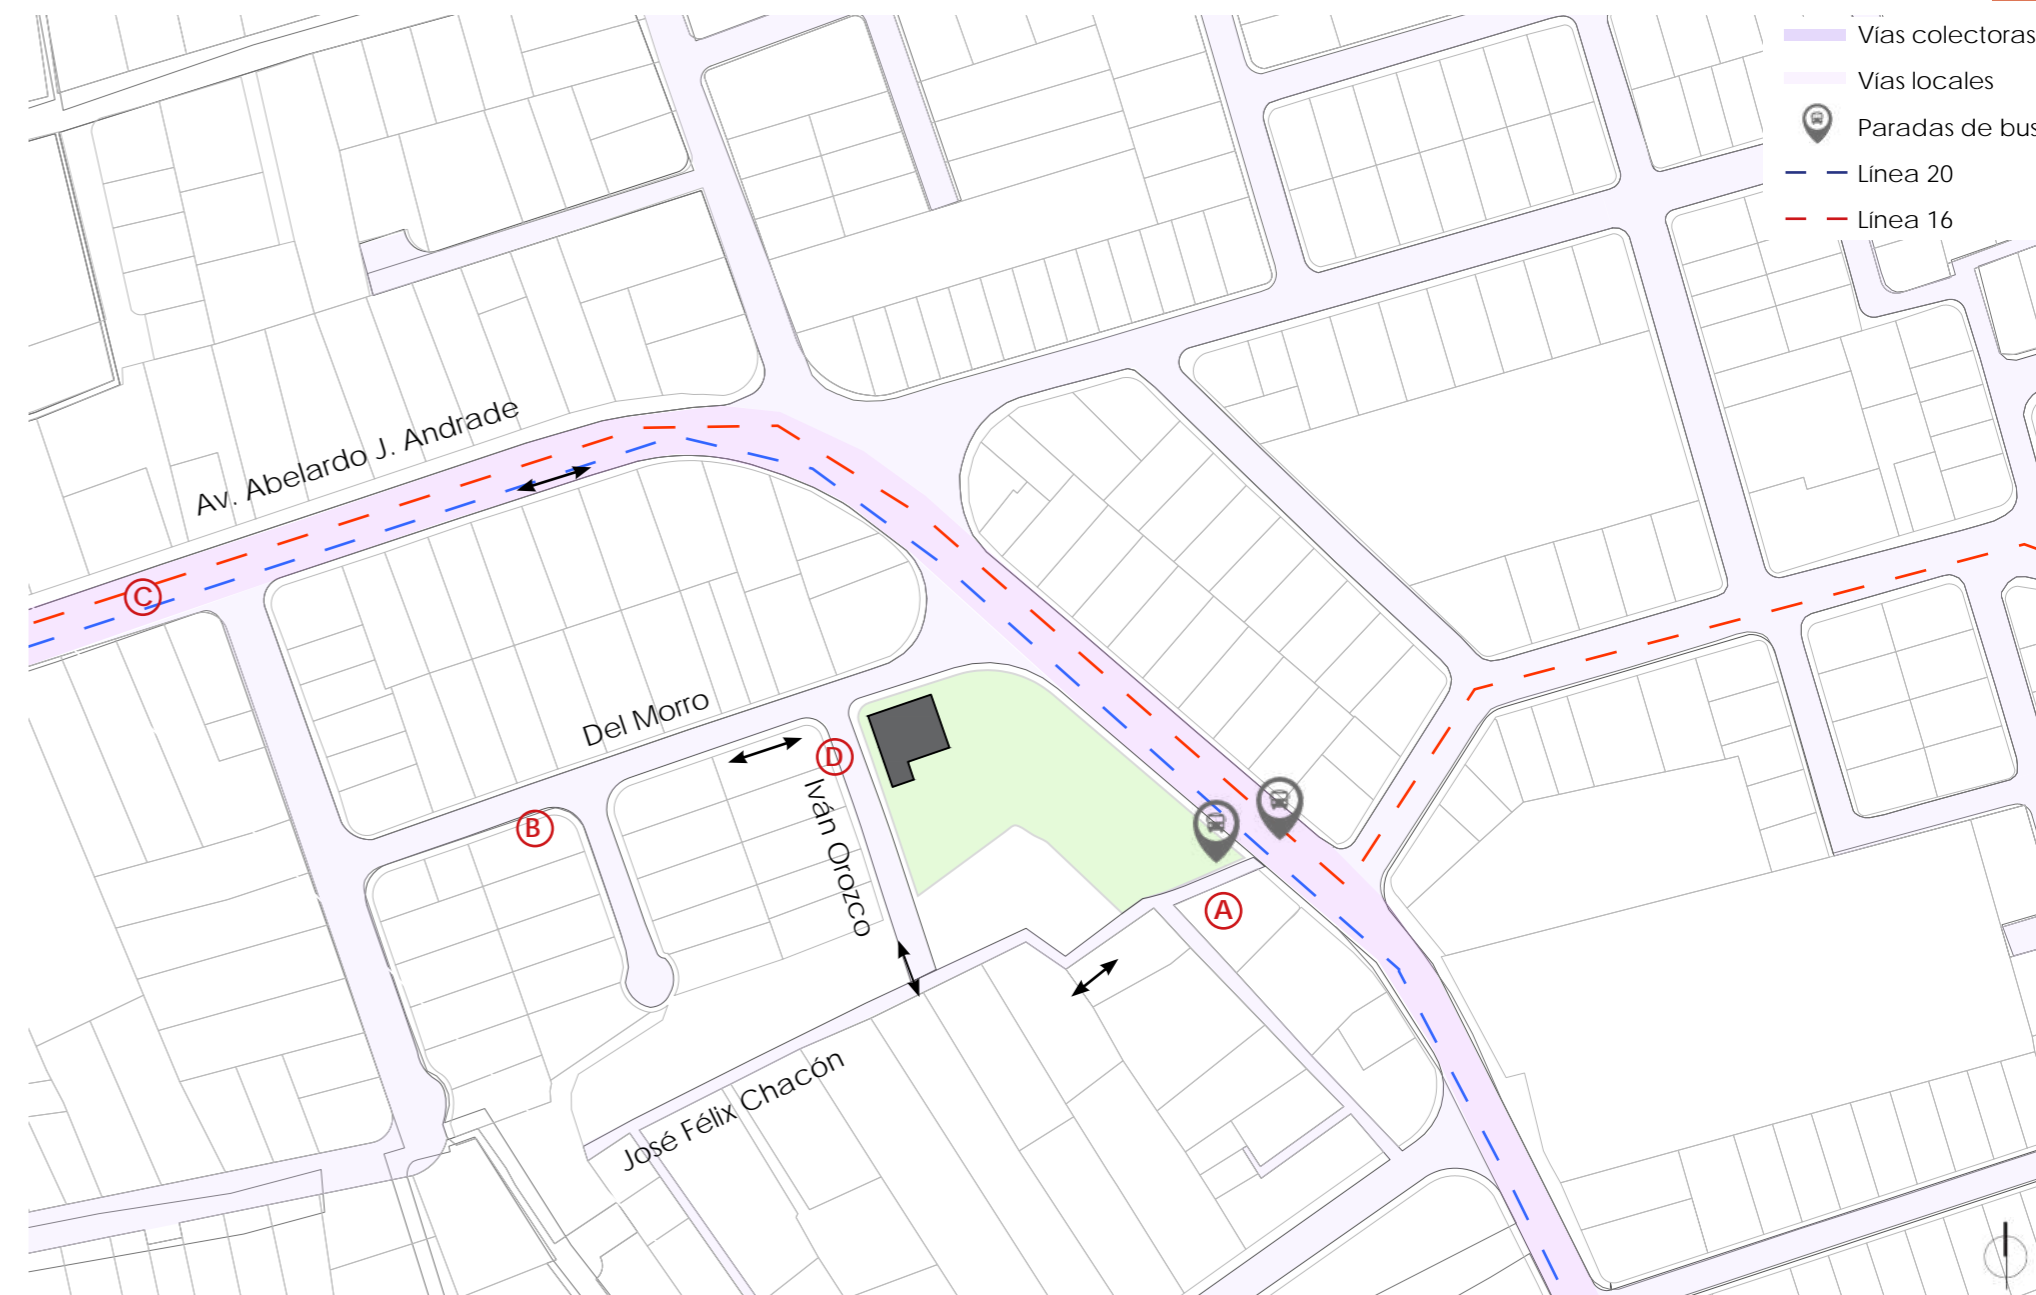 Vías colectoras
Vías locales
Paradas de bus
Línea 20
Línea 16
Av. Abelardo J. Andrade
C
Del Morro
D
B
Iván Orozco
A
José Félix Chacón